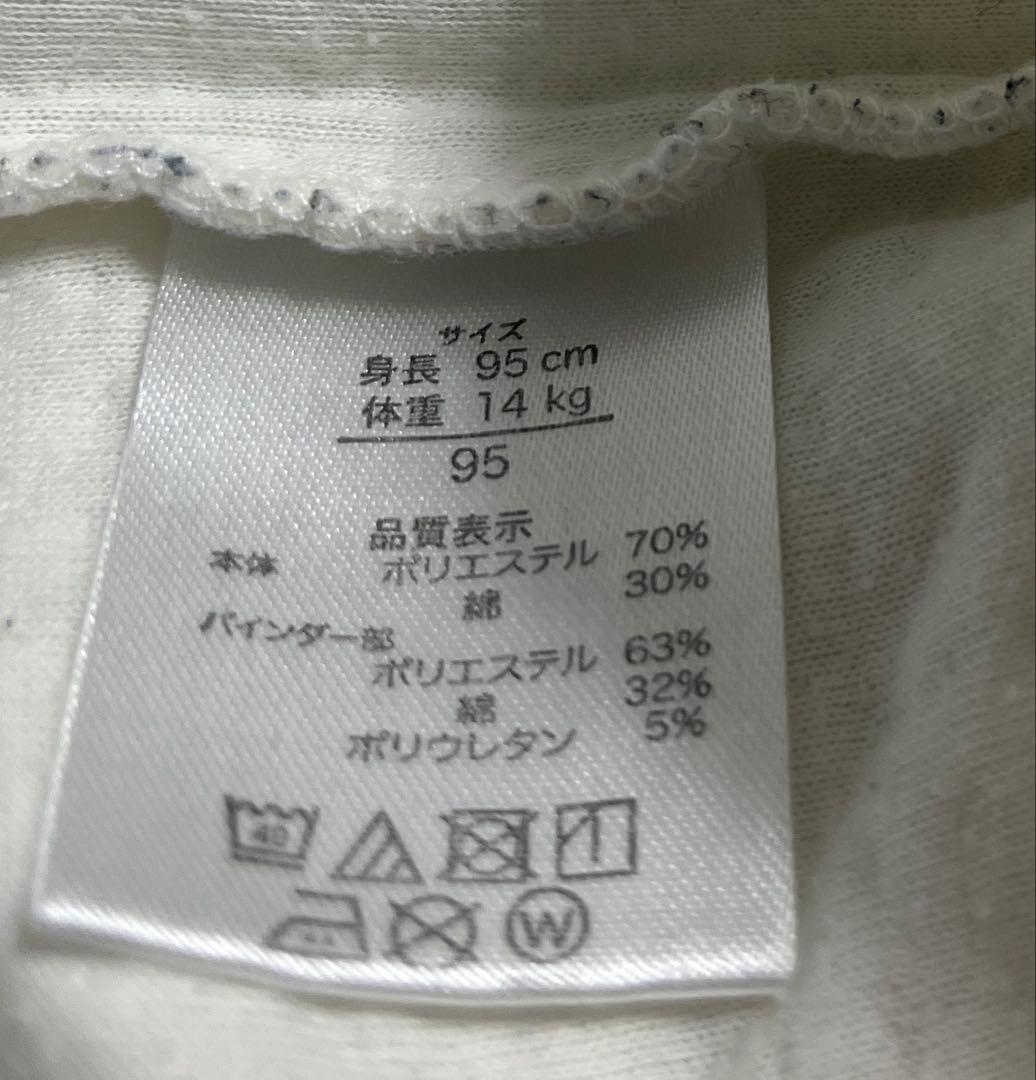 サイズ
身長 95 cm
体重 14 kg
95
品質表示
本体 ポリエステル 70%
綿 30%
バインダー部
ポリエステル 63%
綿 32%
ポリウレタン 5%
40
W